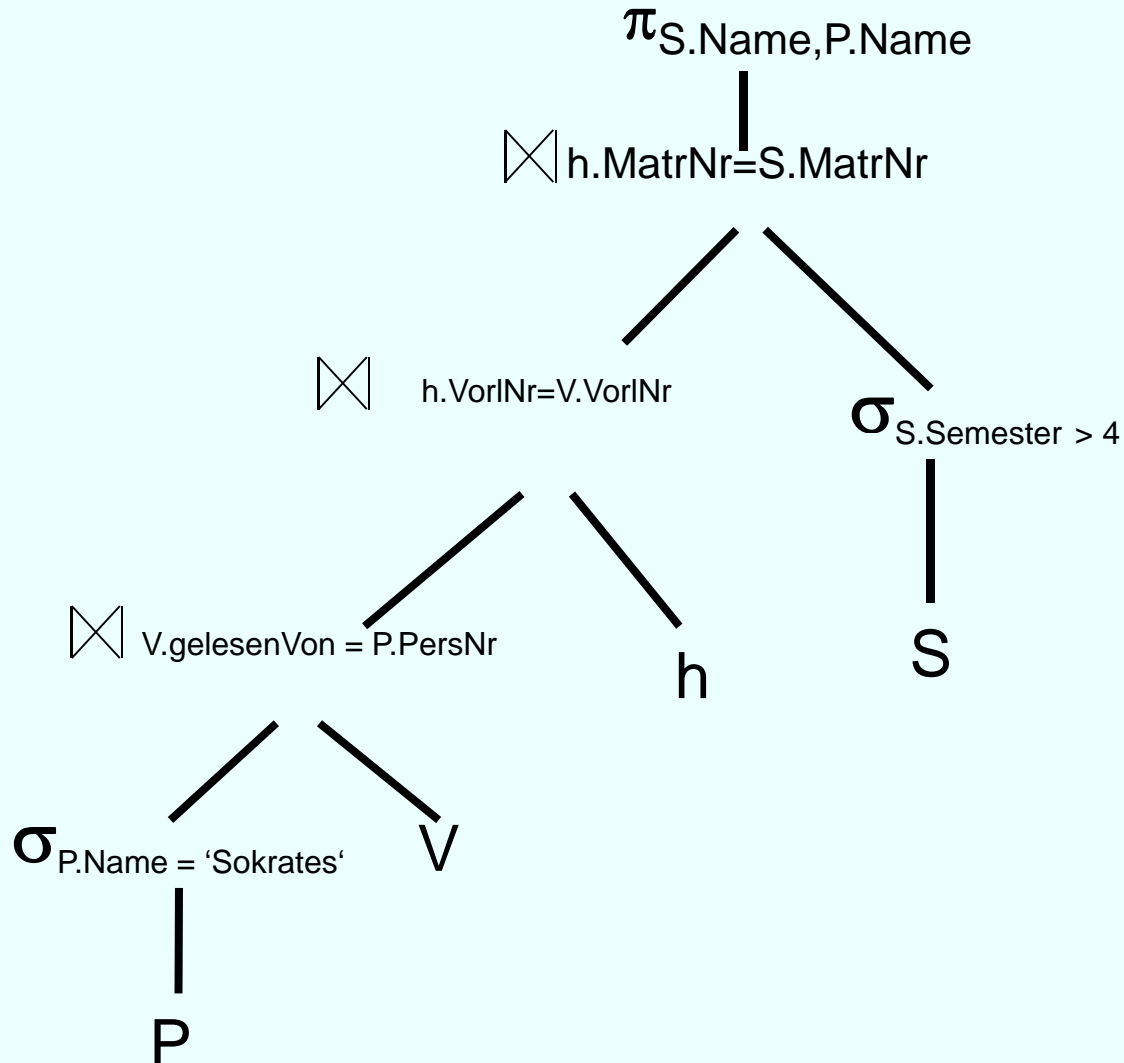 πS.Name,P.Name
⋈ h.MatrNr=S.MatrNr
⋈ h.VorlNr=V.VorlNr
σS.Semester > 4
⋈ V.gelesenVon = P.PersNr
h
S
σP.Name = ‘Sokrates‘
V
P